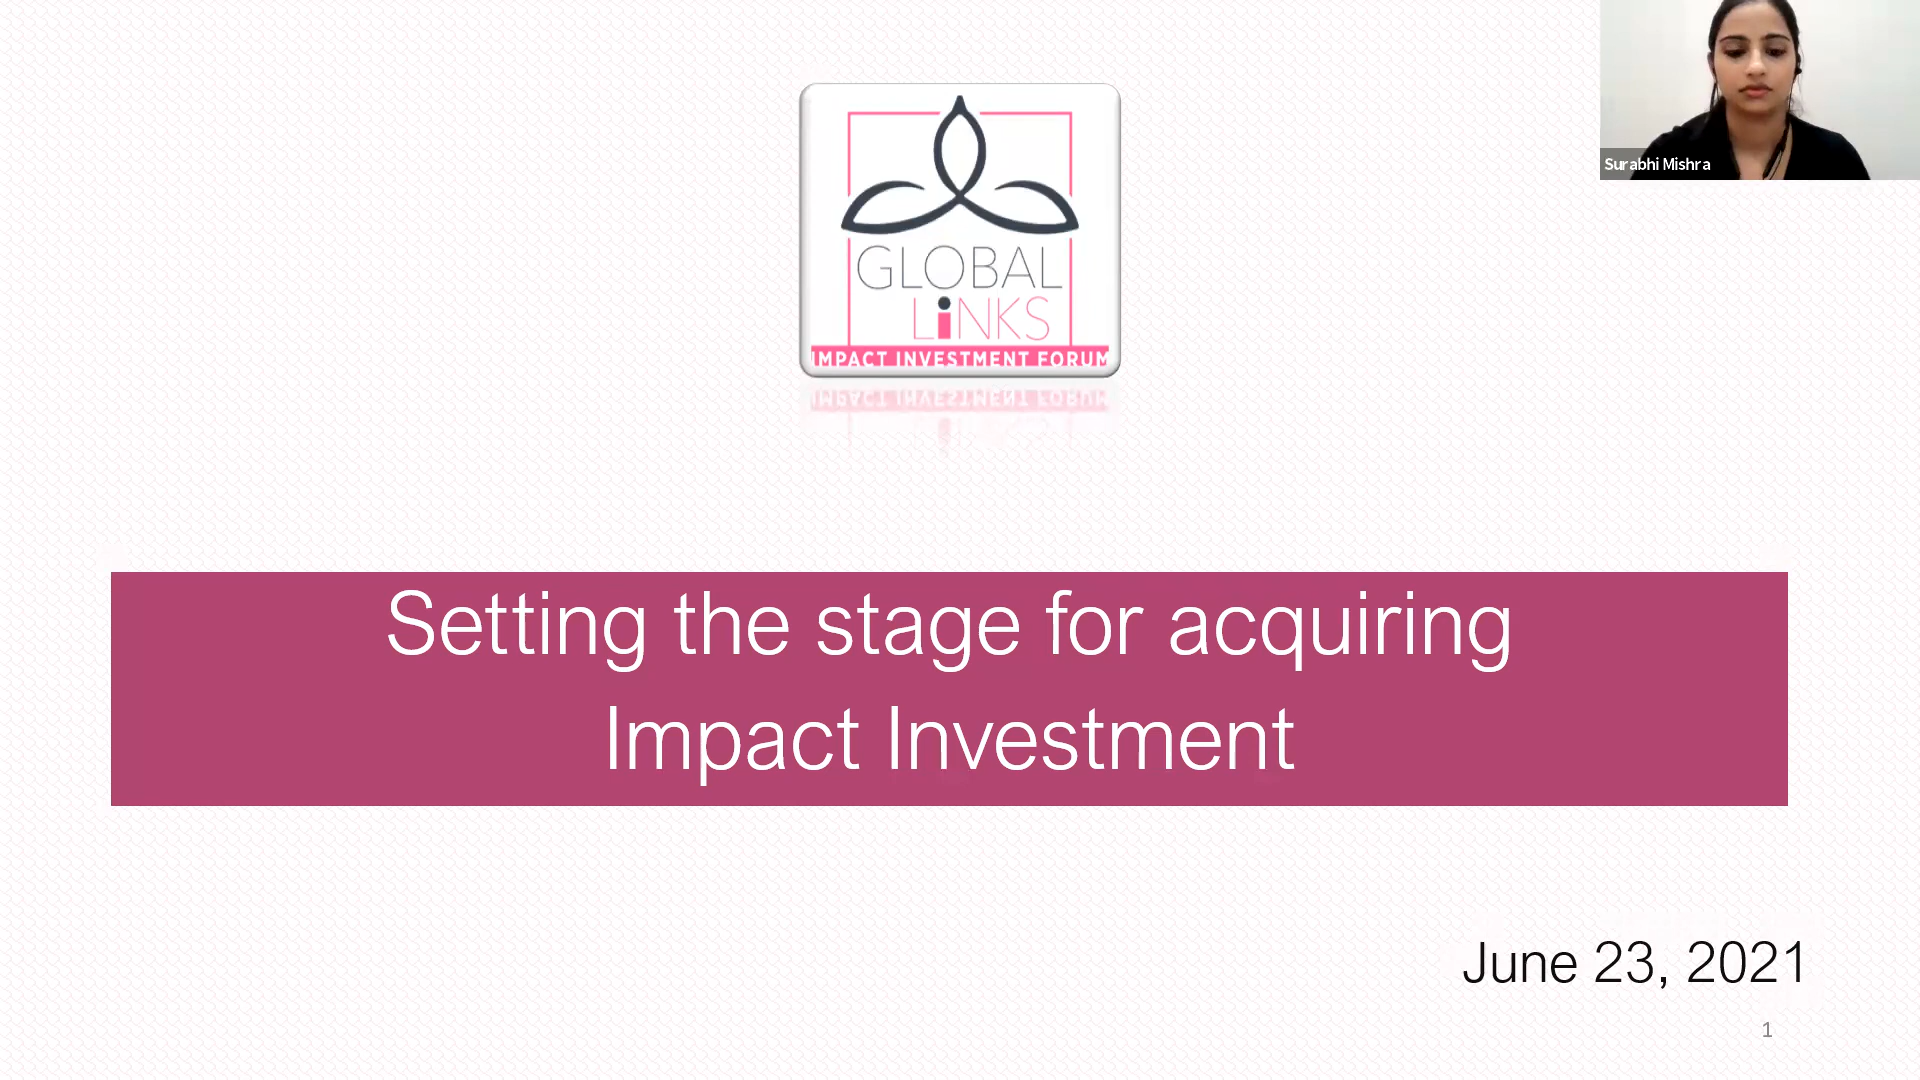 Surabhi Mishra
GLOBAL
LiNKS
IMPACT INVESTMENT FORUM
Setting the stage for acquiring
Impact Investment
June 23, 2021
1